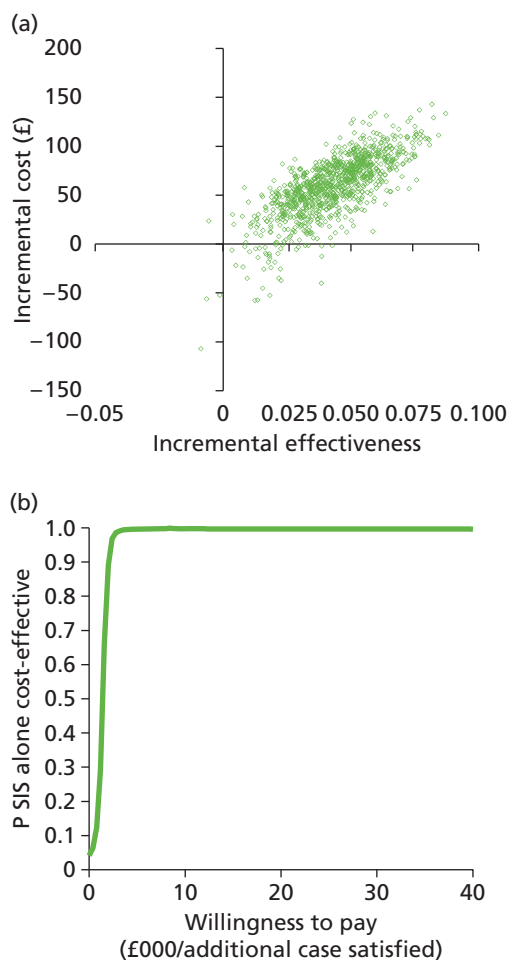 (a)
200
150
100
50
0
−50
−100
−150
Incremental cost (£)
−0.05 0 0.025 0.050 0.075 0.100
Incremental effectiveness
(b)
1.0
0.9
0.8
0.7
0.6
0.5
0.4
0.3
0.2
0.1
0
P SIS alone cost-effective
0 10 20 30 40
Willingness to pay
(£000/additional case satisfied)